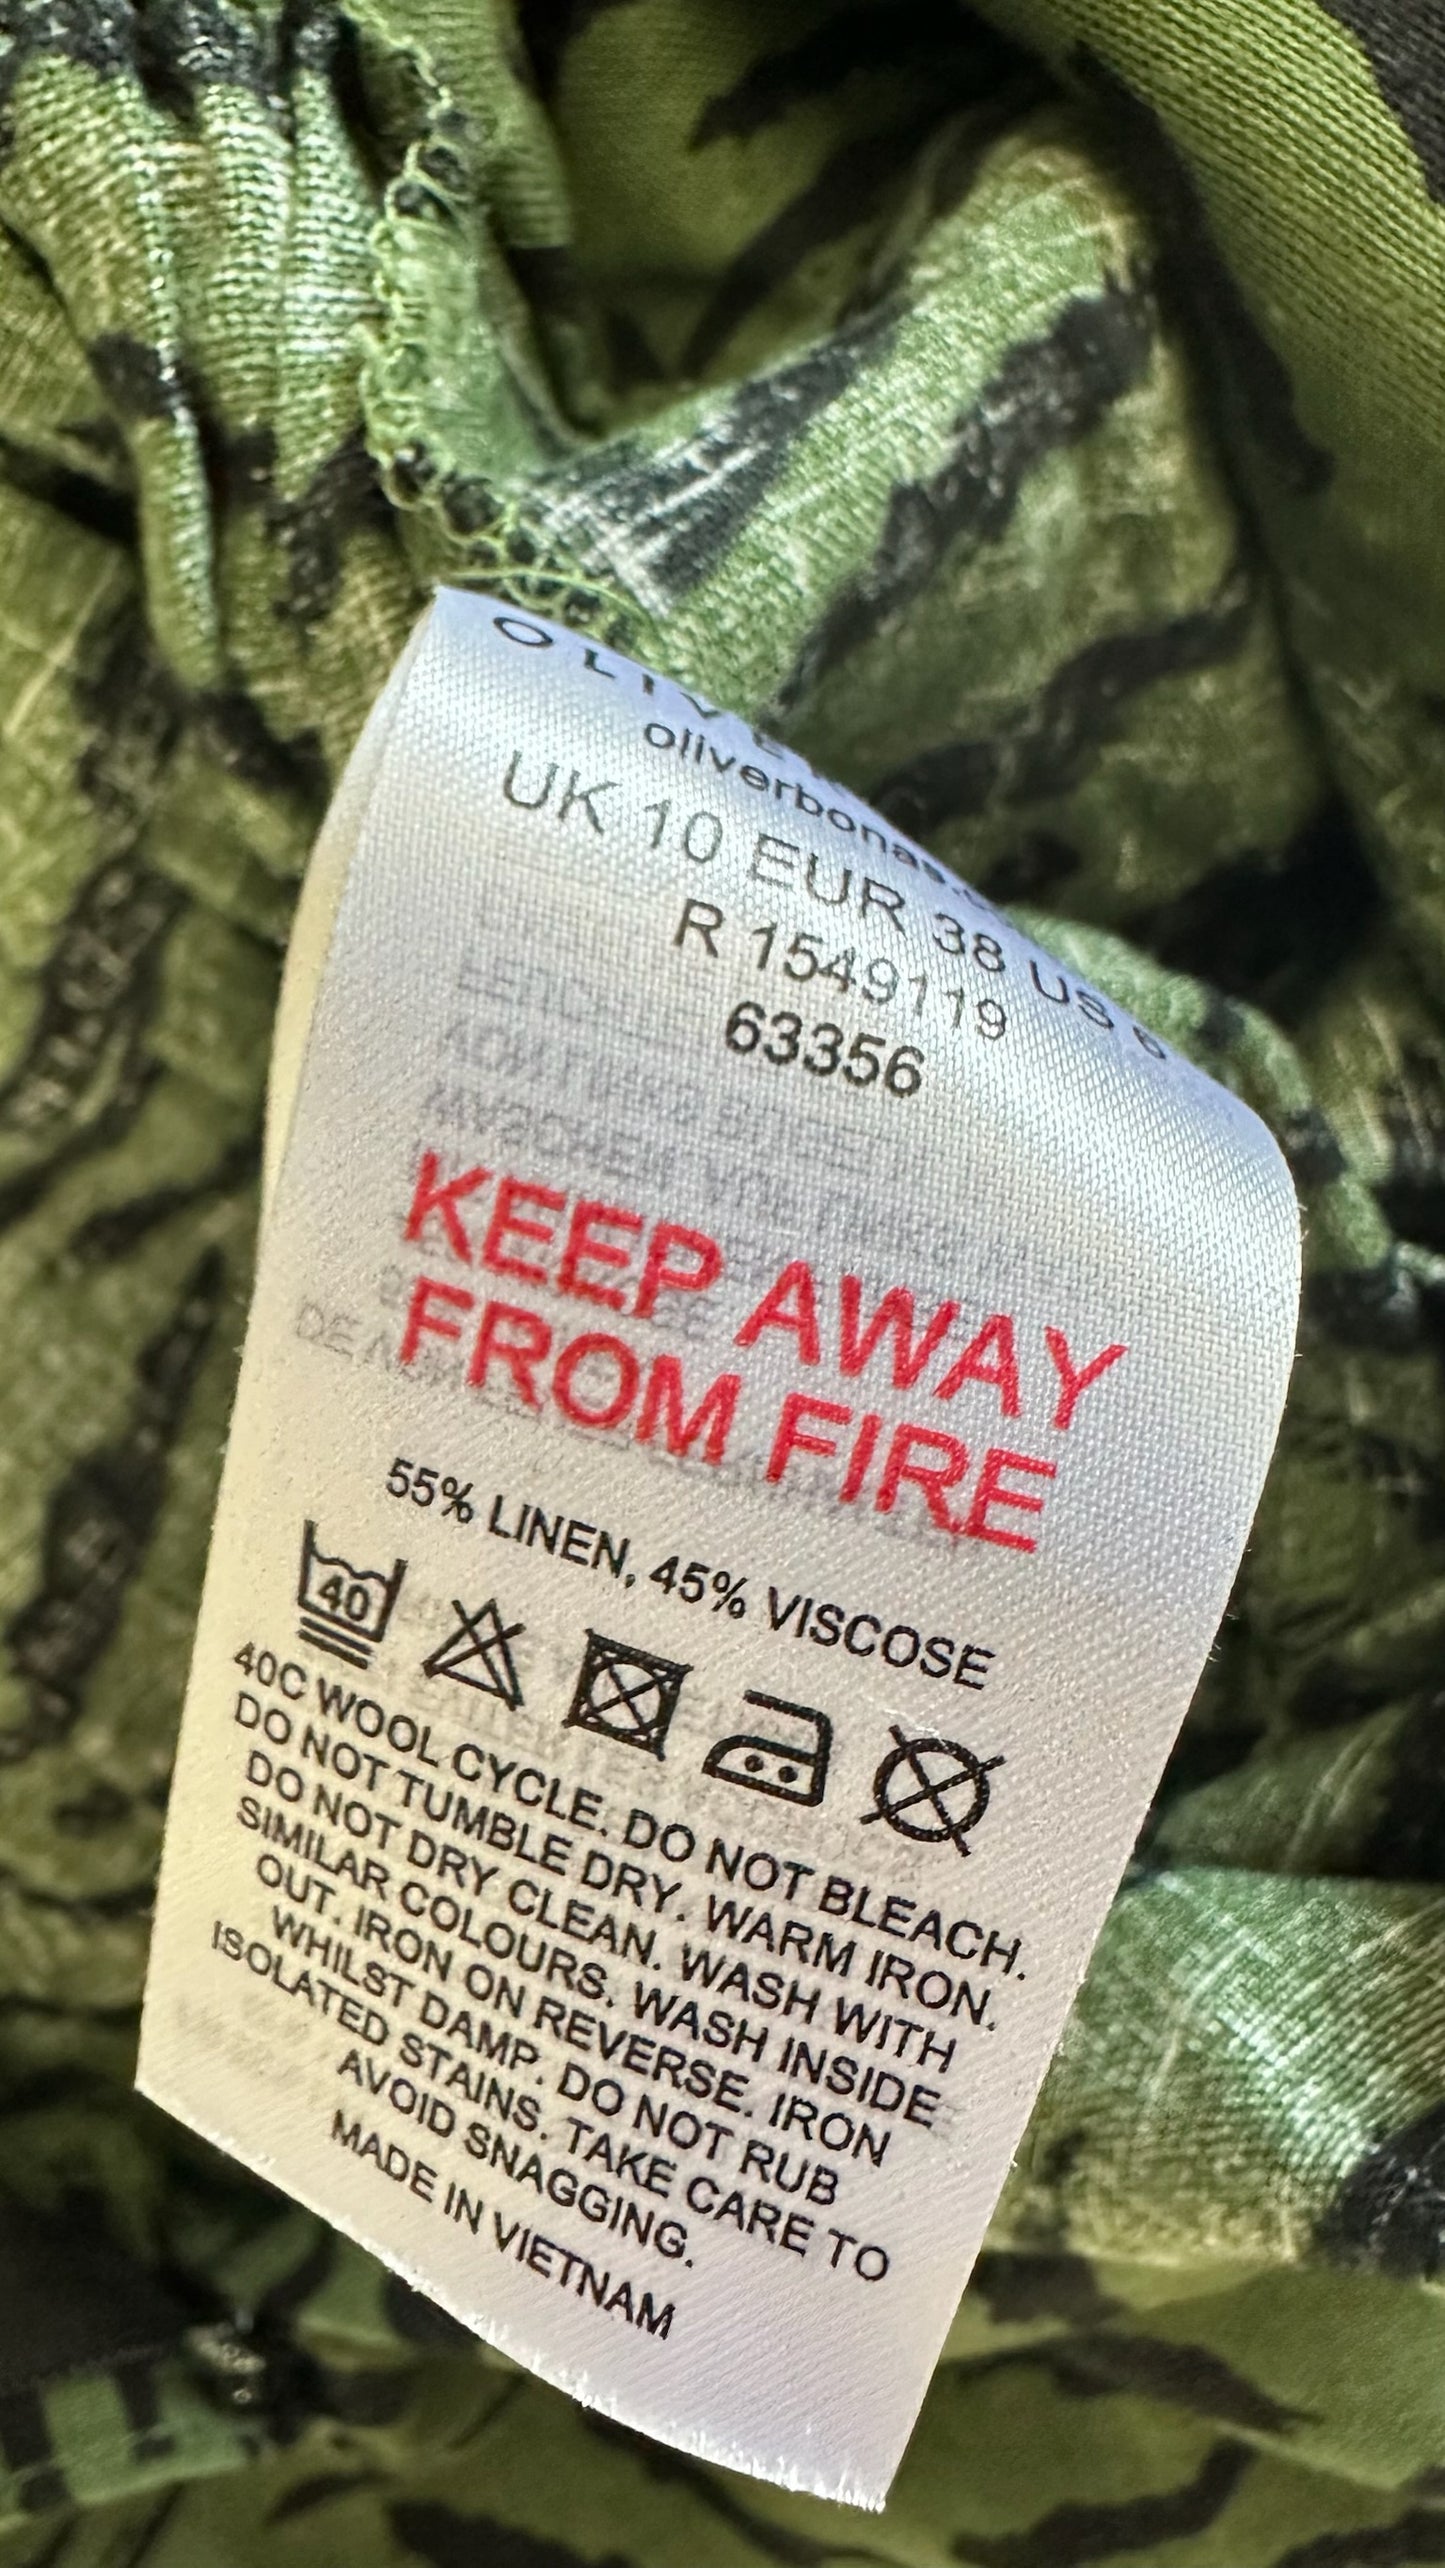 OLIVE
oliverbonas.
UK 10 EUR 38 US 6
R 1549119
63356
KEEP AWAY
FROM FIRE
55% LINEN, 45% VISCOSE
40
40C WOOL CYCLE. DO NOT BLEACH.
DO NOT TUMBLE DRY. WARM IRON.
DO NOT DRY CLEAN. WASH WITH
SIMILAR COLOURS. WASH INSIDE
OUT. IRON ON REVERSE. IRON
WHILST DAMP. DO NOT RUB
ISOLATED STAINS. TAKE CARE TO
AVOID SNAGGING.
MADE IN VIETNAM